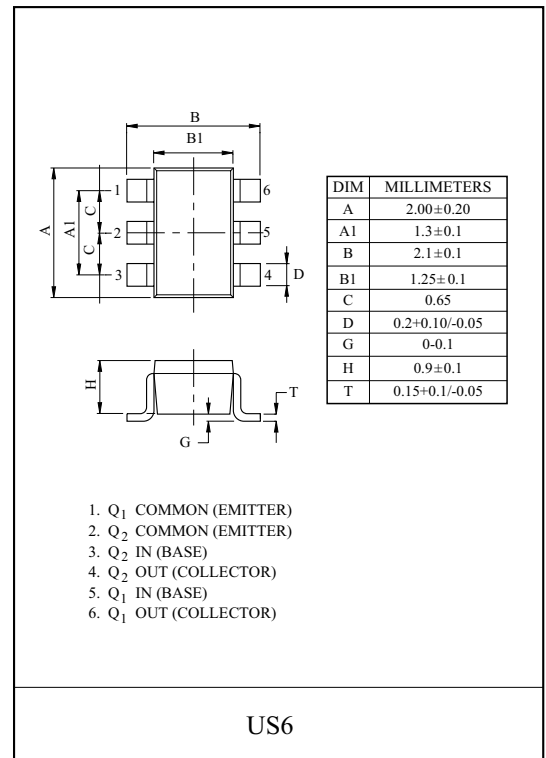 B
B1
1
6
A
A1
C
2
5
C
3
4
D
H
T
G
DIM MILLIMETERS
A 2.00±0.20
A1 1.3±0.1
B 2.1±0.1
B1 1.25±0.1
C 0.65
D 0.2+0.10/-0.05
G 0-0.1
H 0.9±0.1
T 0.15+0.1/-0.05
1. Q1 COMMON (EMITTER)
2. Q2 COMMON (EMITTER)
3. Q2 IN (BASE)
4. Q2 OUT (COLLECTOR)
5. Q1 IN (BASE)
6. Q1 OUT (COLLECTOR)
US6